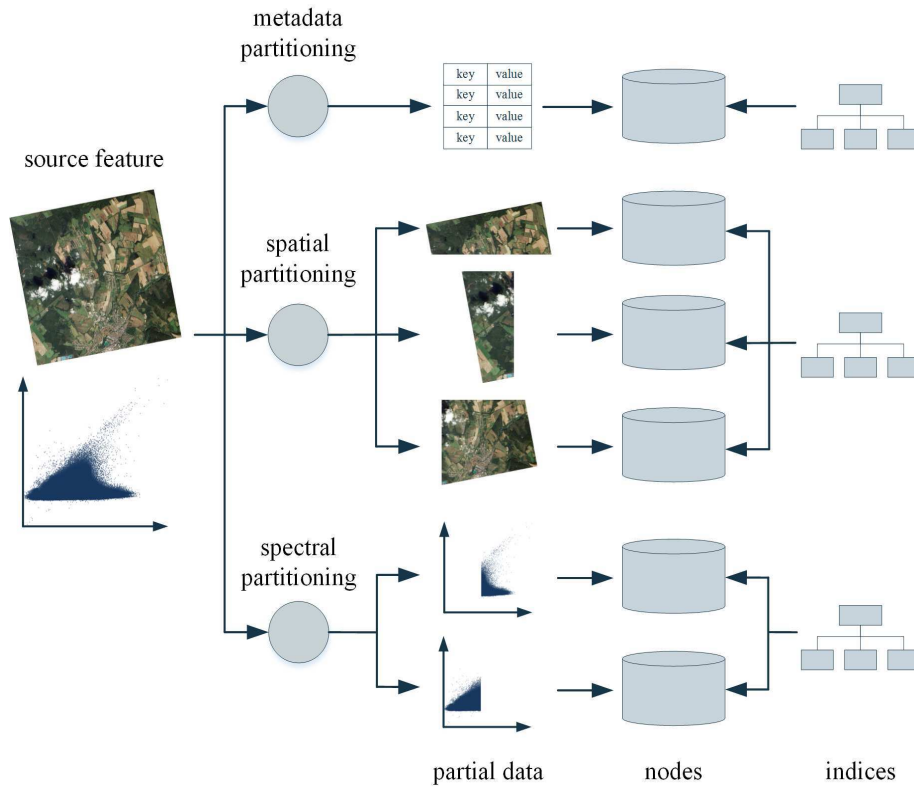 metadata
partitioning
key value
key value
key value
key value
source feature
spatial
partitioning
spectral
partitioning
partial data
nodes
indices